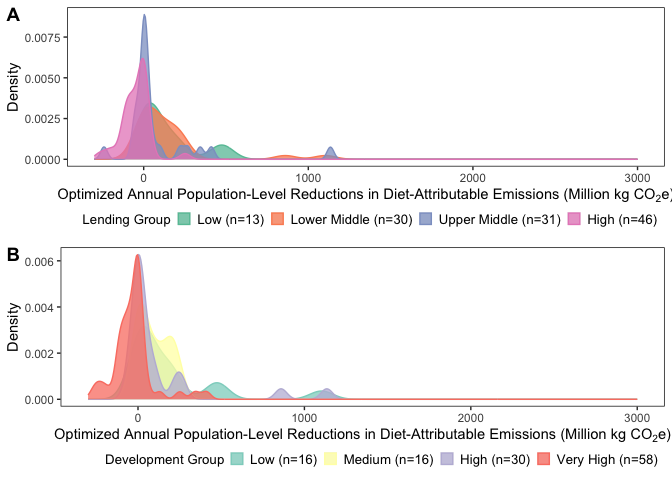 A
0.0075
0.0050
0.0025
0.0000
Density
0 1000 2000 3000
Optimized Annual Population-Level Reductions in Diet-Attributable Emissions (Million kg CO₂e)
Lending Group Low (n=13) Lower Middle (n=30) Upper Middle (n=31) High (n=46)
B
0.006
0.004
0.002
0.000
Density
0 1000 2000 3000
Optimized Annual Population-Level Reductions in Diet-Attributable Emissions (Million kg CO₂e)
Development Group Low (n=16) Medium (n=16) High (n=30) Very High (n=58)